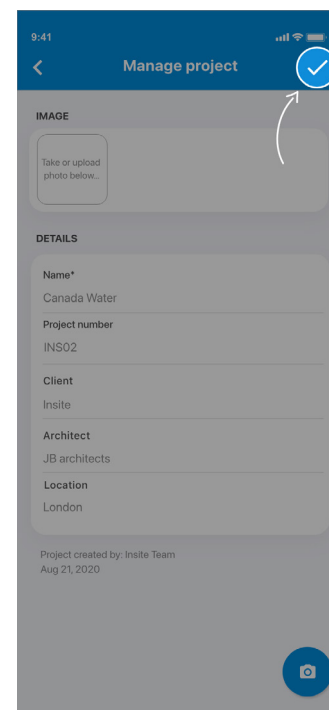 9:41
Manage project
IMAGE
Take or upload
photo below...
DETAILS
Name*
Canada Water
Project number
INS02
Client
Insite
Architect
JB architects
Location
London
Project created by: Insite Team
Aug 21, 2020